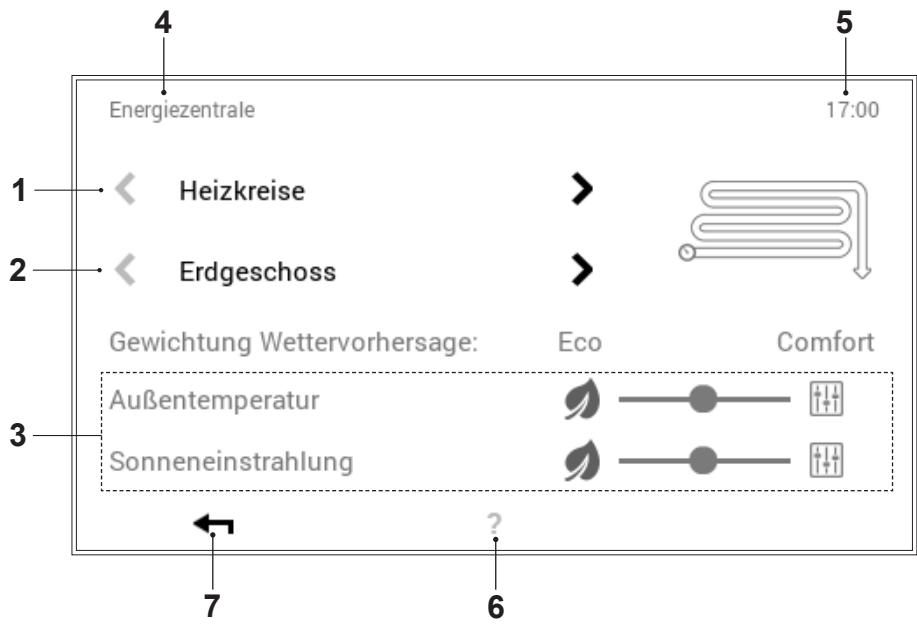 4 5
Energiezentrale 17:00
1 Heizkreise
2 Erdgeschoss
Gewichtung Wettervorhersage: Eco Comfort
3 Außentemperatur
Sonneneinstrahlung
?
7 6